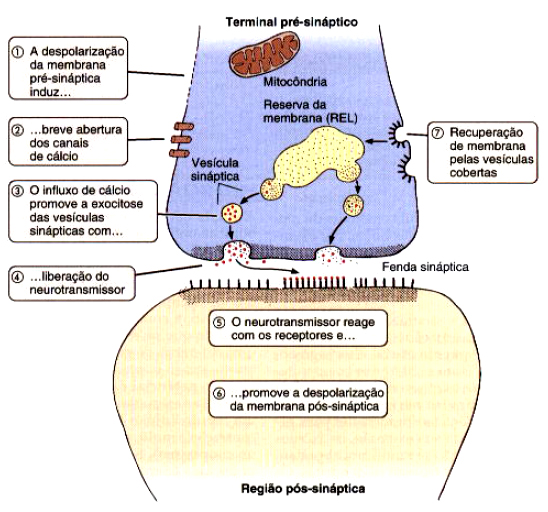 Terminal pré-sináptico
① A despolarização
da membrana
pré-sináptica
induz...
Mitocôndria
Reserva da
membrana (REL)
② ...breve abertura
dos canais
de cálcio
⑦ Recuperação
de membrana
pelas vesículas
cobertas
Vesícula
sináptica
③ O influxo de cálcio
promove a exocitose
das vesículas
sinápticas com...
④ ...liberação do
neurotransmissor
Fenda sináptica
⑤ O neurotransmissor reage
com os receptores e...
⑥ ...promove a despolarização
da membrana pós-sináptica
Região pós-sináptica